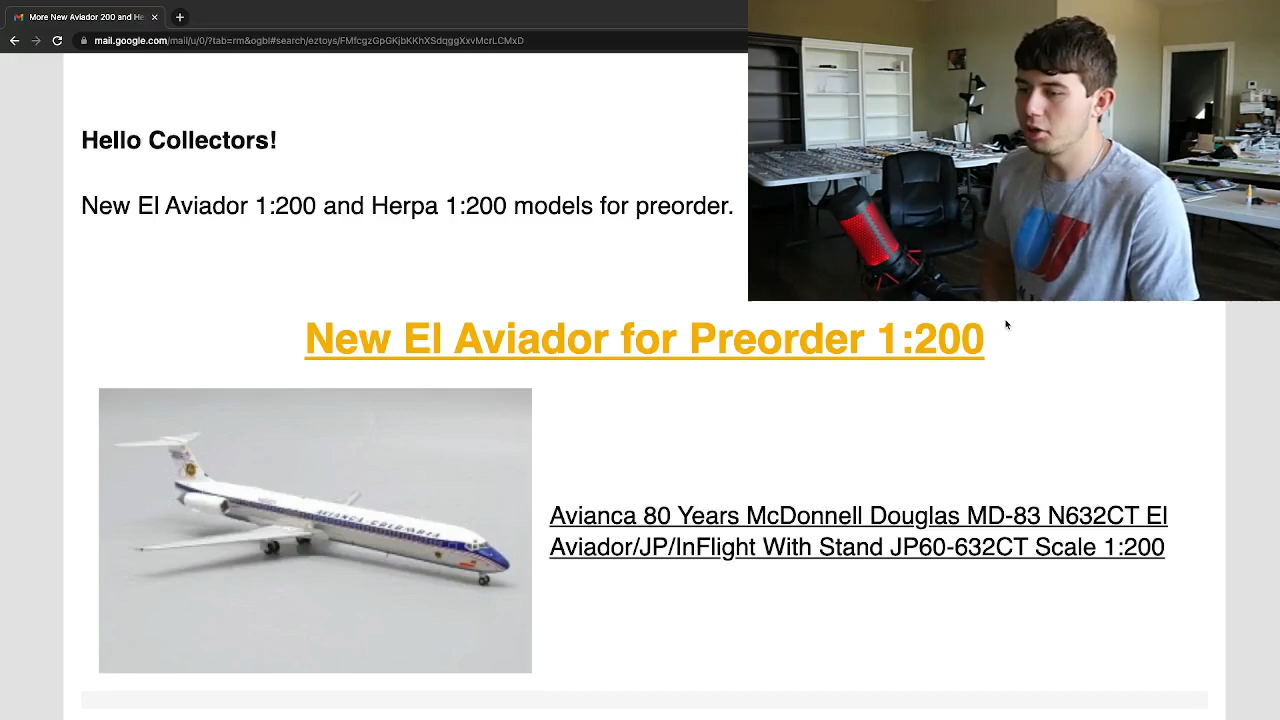 More New Aviador 200 and He
mail.google.com/mail/u/0/?tab=rm&ogbl#search/eztoys/FMfcgzGpGKjbKKhXSdqggXxvMcrLCMxD
Hello Collectors!
New El Aviador 1:200 and Herpa 1:200 models for preorder.
New El Aviador for Preorder 1:200
AVIANCA COLOMBIA
Avianca 80 Years McDonnell Douglas MD-83 N632CT El
Aviador/JP/InFlight With Stand JP60-632CT Scale 1:200